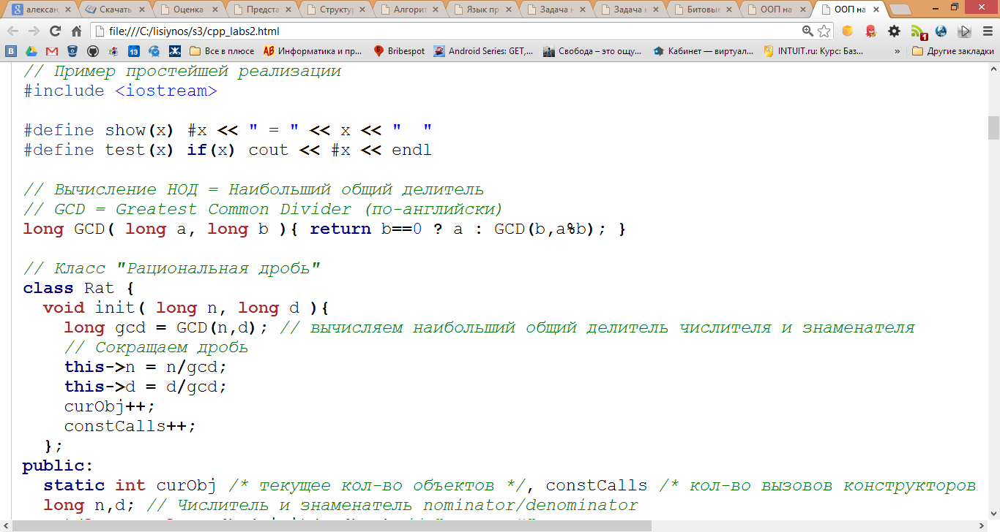 алексан
Скачать
Оценка
Предста
Структур
Алгорит
Язык пр
Задача н
Задача н
Битовые
ООП на
ООП на
file:///C:/lisiynos/s3/cpp_labs2.html
1
B
13
Все в плюсе
АВ Информатика и пр...
Bribespot
Android Series: GET,...
Свобода – это ощу...
Кабинет — виртуал...
INTUIT.ru: Курс: Баз...
»
Другие закладки
// Пример простейшей реализации
#include <iostream>
#define show(x) #x << " = " << x << "  "
#define test(x) if(x) cout << #x << endl
// Вычисление НОД = Наибольший общий делитель
// GCD = Greatest Common Divider (по-английски)
long GCD( long a, long b ){ return b==0 ? a : GCD(b,a%b); }
// Класс "Рациональная дробь"
class Rat {
void init( long n, long d ){
long gcd = GCD(n,d); // вычисляем наибольший общий делитель числителя и знаменателя
// Сокращаем дробь
this->n = n/gcd;
this->d = d/gcd;
curObj++;
constCalls++;
};
public:
static int curObj /* текущее кол-во объектов */, constCalls /* кол-во вызовов конструкторов
long n,d; // Числитель и знаменатель nominator/denominator